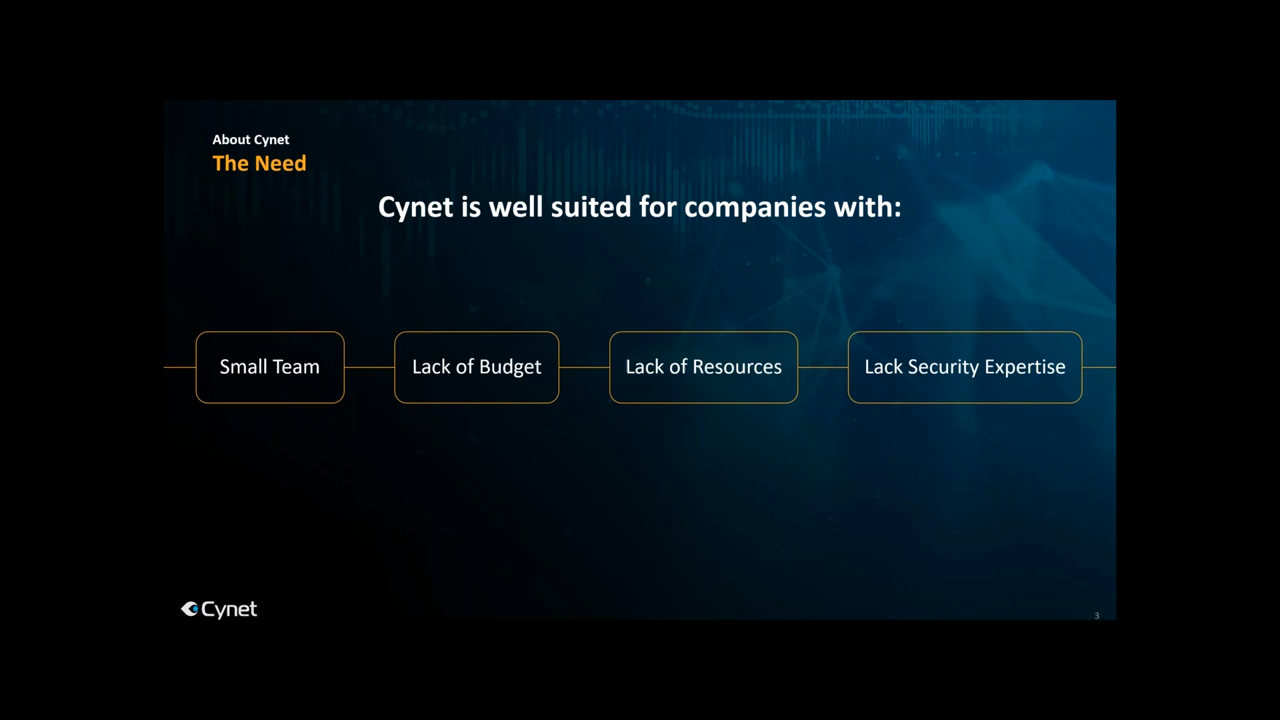 About Cynet
The Need
Cynet is well suited for companies with:
Small Team
Lack of Budget
Lack of Resources
Lack Security Expertise
Cynet
3